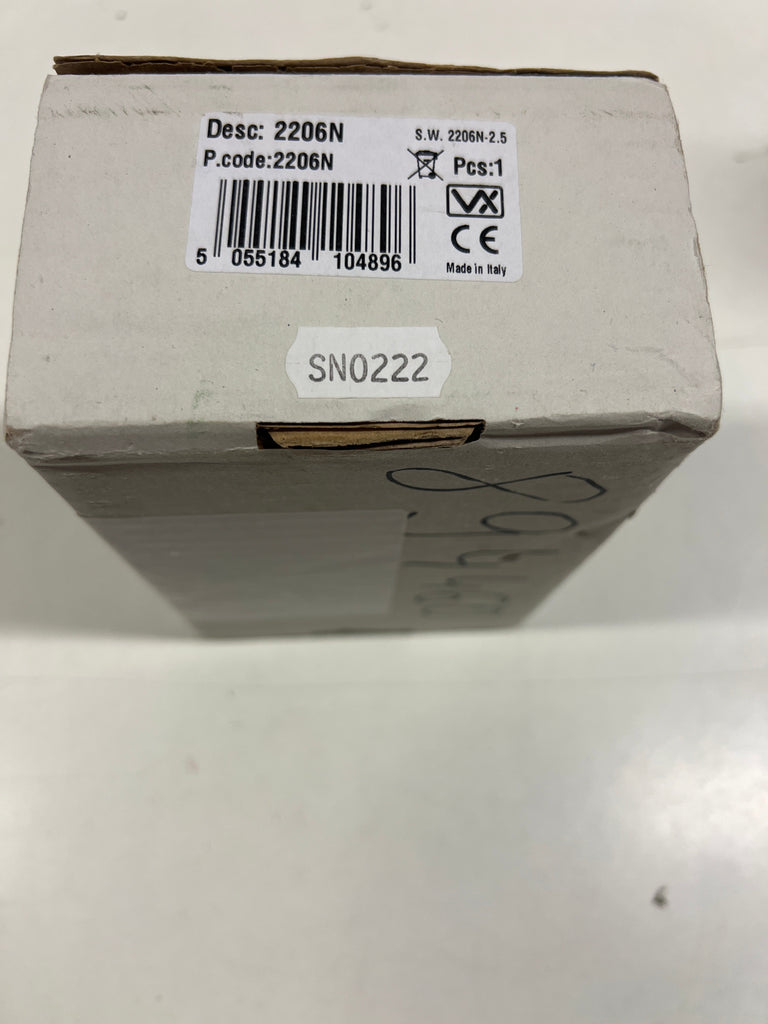 Desc: 2206N
S.W. 2206N-2.5
P.code:2206N
Pcs:1
VX
CE
5 055184 104896
Made in Italy
SN0222